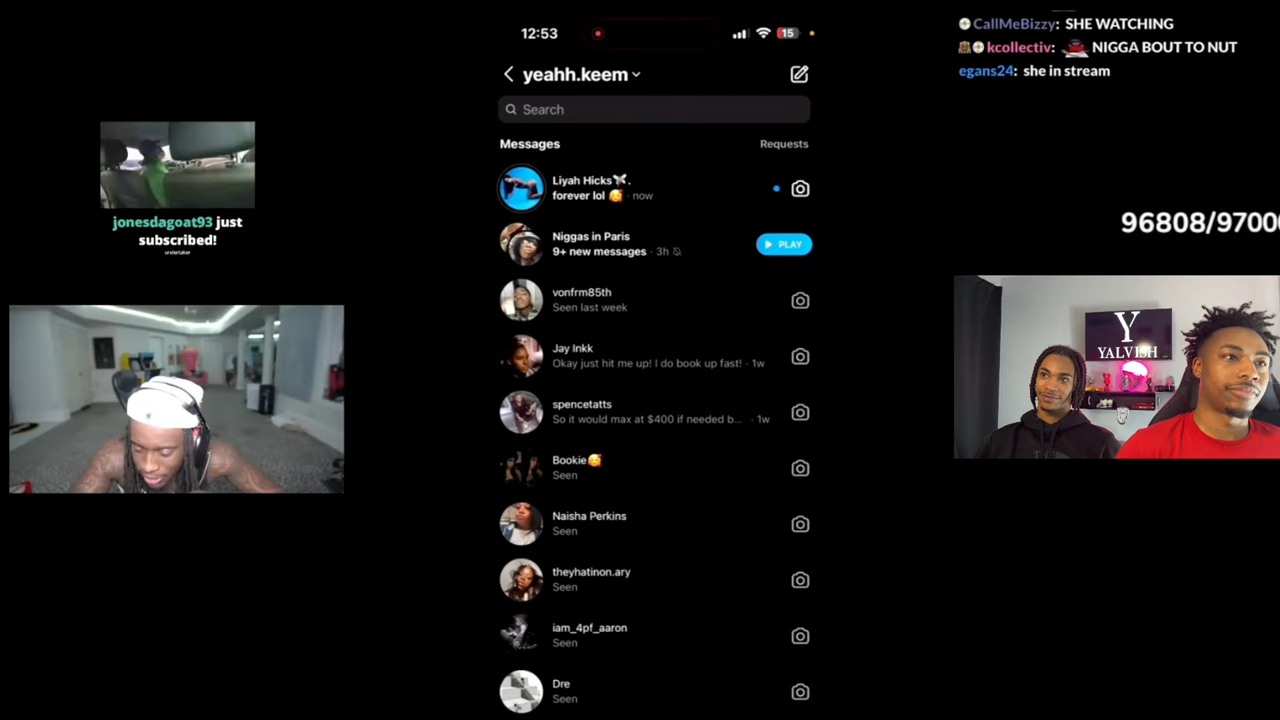 jonesdagoat93 just
subscribed!
undertaker
12:53
15
yeahh.keem
Search
Messages
Requests
Liyah Hicks
forever lol · now
Niggas in Paris
9+ new messages · 3h
PLAY
vonfrm85th
Seen last week
Jay Inkk
Okay just hit me up! I do book up fast! · 1w
spencetatts
So it would max at $400 if needed b... · 1w
Bookie🥰
Seen
Naisha Perkins
Seen
theyhatinon.ary
Seen
iam_4pf_aaron
Seen
Dre
Seen
CallMeBizzy: SHE WATCHING
kcollectiv: NIGGA BOUT TO NUT
egans24: she in stream
96808/9700
Y
YALVISH